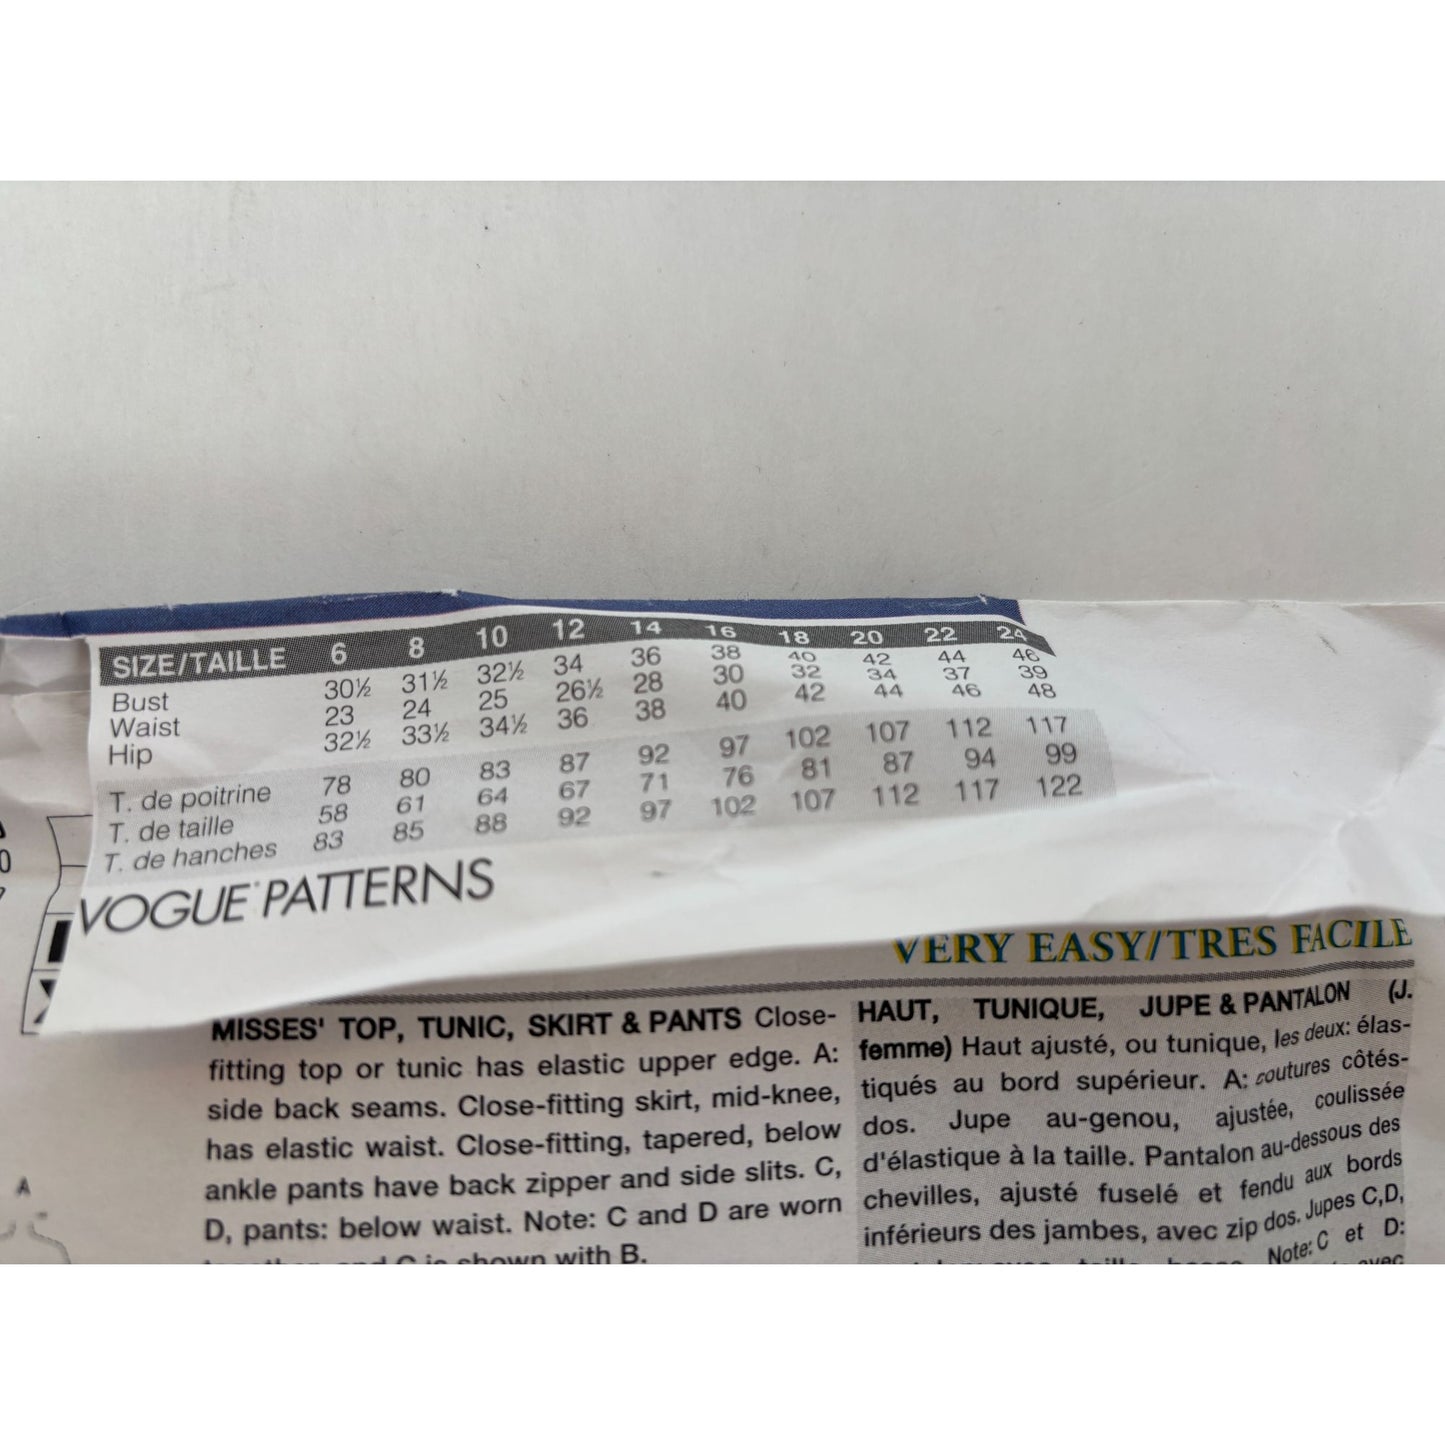 SIZE/TAILLE 6 8 10 12 14 16 18 20 22 24
Bust 30½ 31½ 32½ 34 36 38 40 42 44 46
Waist 23 24 25 26½ 28 30 32 34 37 39
Hip 32½ 33½ 34½ 36 38 40 42 44 46 48
T. de poitrine 78 80 83 87 92 97 102 107 112 117
T. de taille 58 61 64 67 71 76 81 87 94 99
T. de hanches 83 85 88 92 97 102 107 112 117 122
VOGUE PATTERNS
VERY EASY/TRES FACILE
MISSES' TOP, TUNIC, SKIRT & PANTS Close-
fitting top or tunic has elastic upper edge. A:
side back seams. Close-fitting skirt, mid-knee,
has elastic waist. Close-fitting, tapered, below
ankle pants have back zipper and side slits. C,
D, pants: below waist. Note: C and D are worn
together and C is shown with B.
HAUT, TUNIQUE, JUPE & PANTALON (J.
femme) Haut ajusté, ou tunique, les deux: élas-
tiqués au bord supérieur. A: coutures côtés-
dos. Jupe au-genou, ajustée, coulissée
d'élastique à la taille. Pantalon au-dessous des
chevilles, ajusté fuselé et fendu aux bords
inférieurs des jambes, avec zip dos. Jupes C,D,
Note: C et D:
A